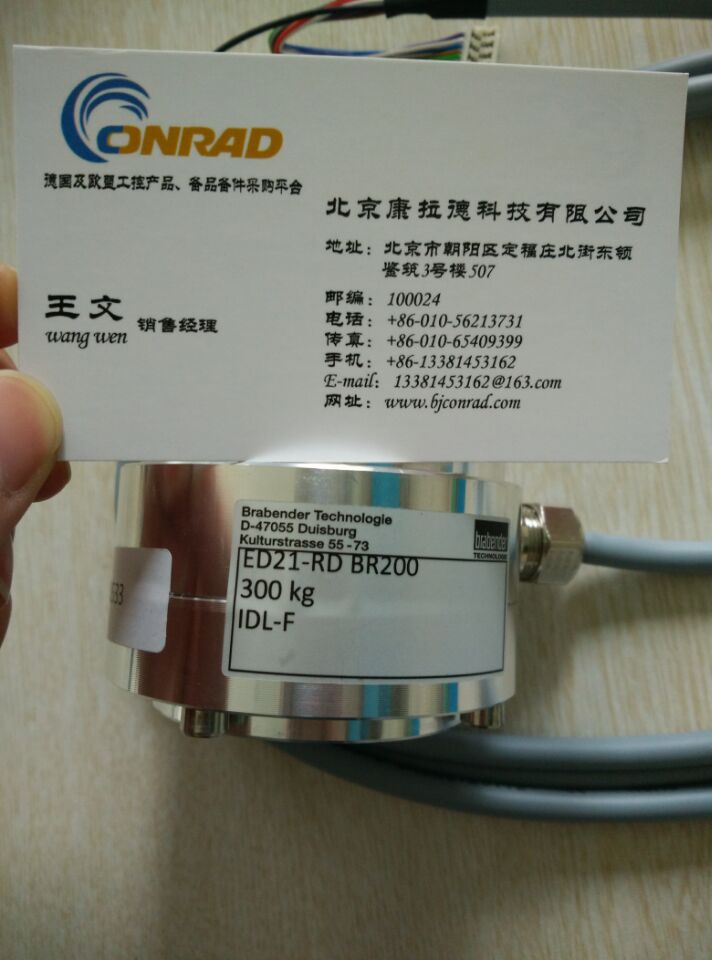 CONRAD
德国及欧盟工控产品、备品备件采购平台
北京康拉德科技有限公司
地址：北京市朝阳区定福庄北街东领
鉴筑3号楼507
王文 销售经理
wang wen
邮编：100024
电话：+86-010-56213731
传真：+86-010-65409399
手机：+86-13381453162
E-mail：13381453162@163.com
网址：www.bjconrad.com
Brabender Technologie
D-47055 Duisburg
Kulturstrasse 55 - 73
brabender
TECHNOLOGIE
ED21-RD BR200
300 kg
IDL-F